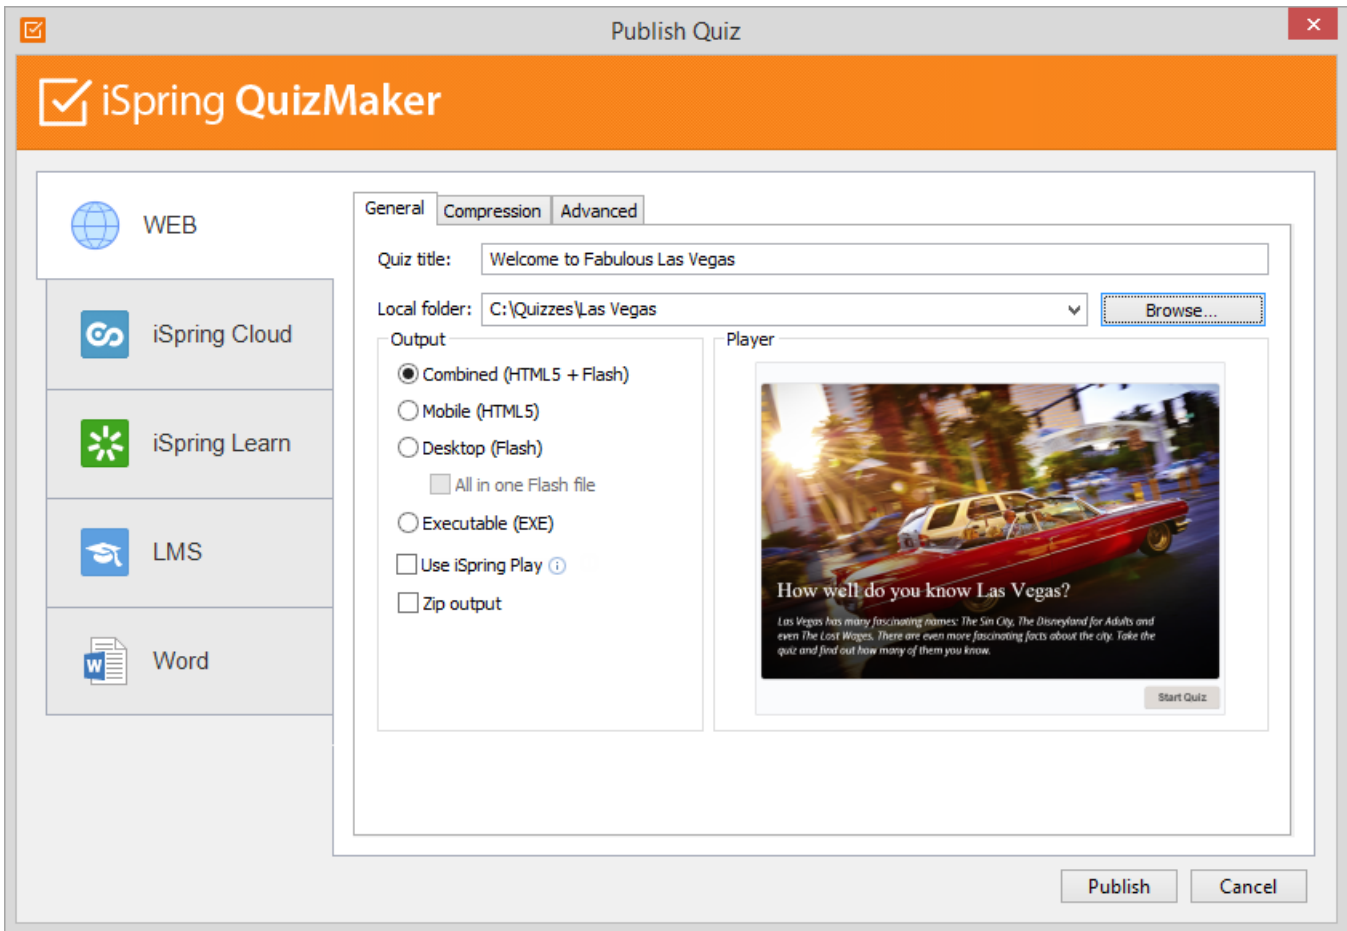 Publish Quiz
iSpring QuizMaker
WEB
iSpring Cloud
iSpring Learn
LMS
Word
General
Compression
Advanced
Quiz title:
Welcome to Fabulous Las Vegas
Local folder:
C:\Quizzes\Las Vegas
Browse...
Output
Combined (HTML5 + Flash)
Mobile (HTML5)
Desktop (Flash)
All in one Flash file
Executable (EXE)
Use iSpring Play
Zip output
Player
How well do you know Las Vegas?
Las Vegas has many fascinating names: The Sin City, The Disneyland for Adults and
even The Lost Wages. There are even more fascinating facts about the city. Take the
quiz and find out how many of them you know.
Start Quiz
Publish
Cancel